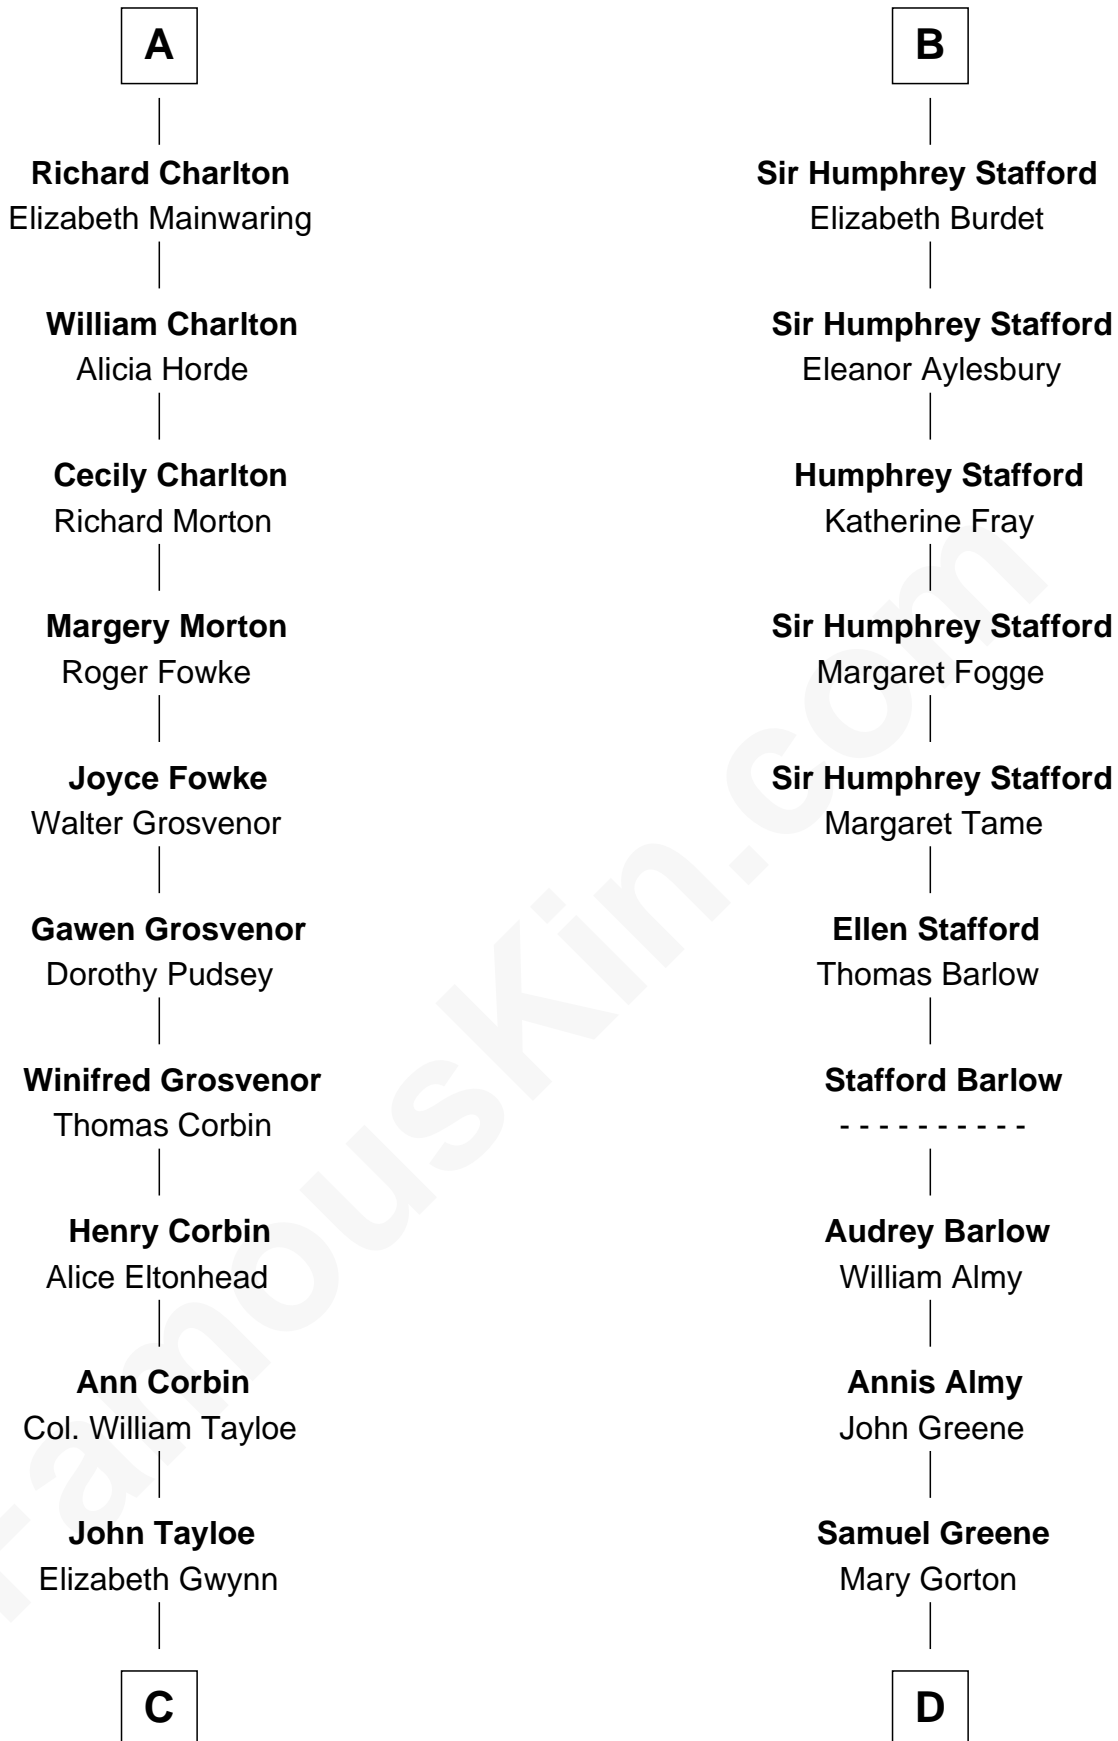 A
Richard Charlton
Elizabeth Mainwaring
William Charlton
Alicia Horde
Cecily Charlton
Richard Morton
Margery Morton
Roger Fowke
Joyce Fowke
Walter Grosvenor
Gawen Grosvenor
Dorothy Pudsey
Winifred Grosvenor
Thomas Corbin
Henry Corbin
Alice Eltonhead
Ann Corbin
Col. William Tayloe
John Tayloe
Elizabeth Gwynn
C
B
Sir Humphrey Stafford
Elizabeth Burdet
Sir Humphrey Stafford
Eleanor Aylesbury
Humphrey Stafford
Katherine Fray
Sir Humphrey Stafford
Margaret Fogge
Sir Humphrey Stafford
Margaret Tame
Ellen Stafford
Thomas Barlow
Stafford Barlow
- - - - - - - - - -
Audrey Barlow
William Almy
Annis Almy
John Greene
Samuel Greene
Mary Gorton
D
FamousKin.com